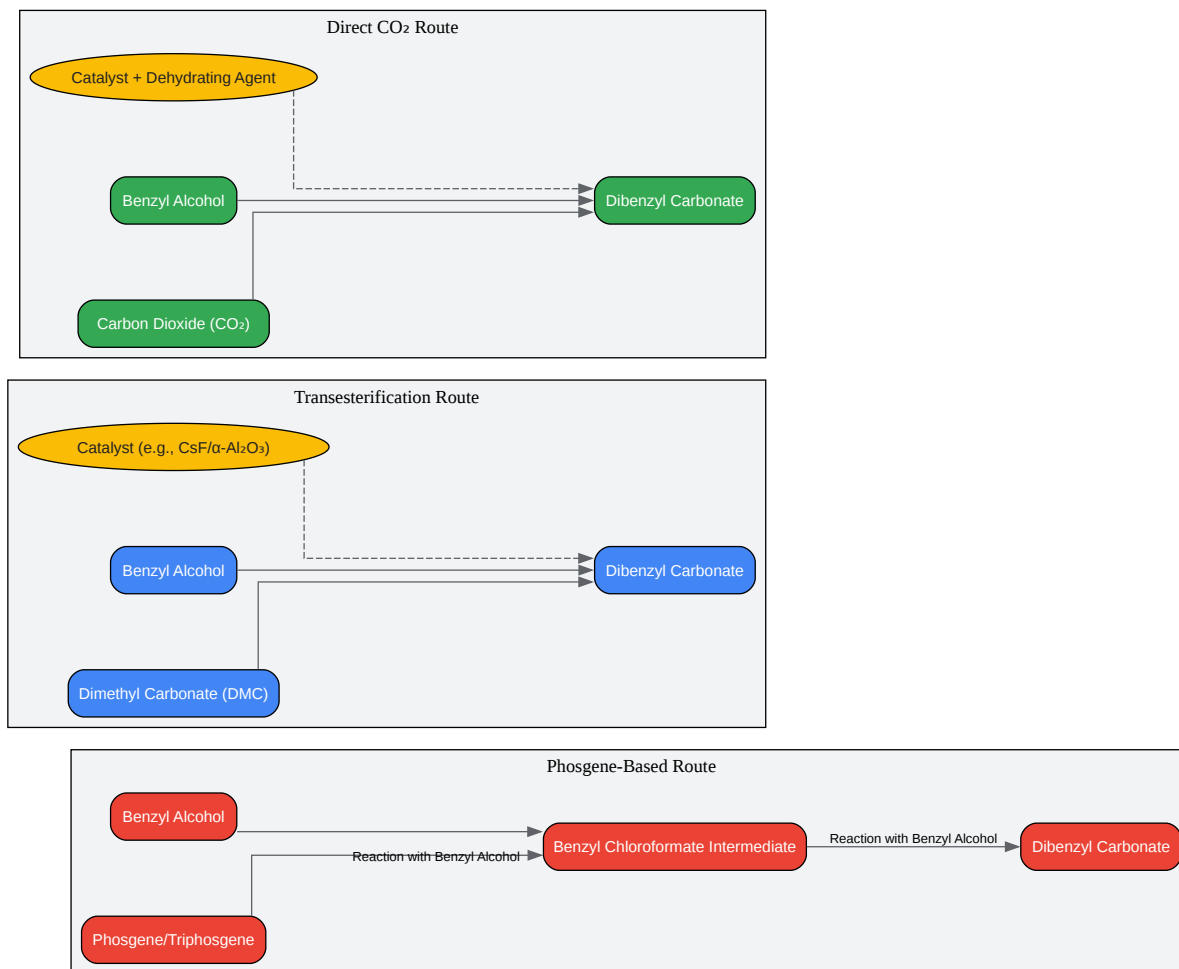 Direct CO₂ Route
Catalyst + Dehydrating Agent
Benzyl Alcohol
Dibenzyl Carbonate
Carbon Dioxide (CO₂)
Transesterification Route
Catalyst (e.g., CsF/α-Al₂O₃)
Benzyl Alcohol
Dibenzyl Carbonate
Dimethyl Carbonate (DMC)
Phosgene-Based Route
Benzyl Alcohol
Reaction with Benzyl Alcohol
Benzyl Chloroformate Intermediate
Reaction with Benzyl Alcohol
Dibenzyl Carbonate
Phosgene/Triphosgene